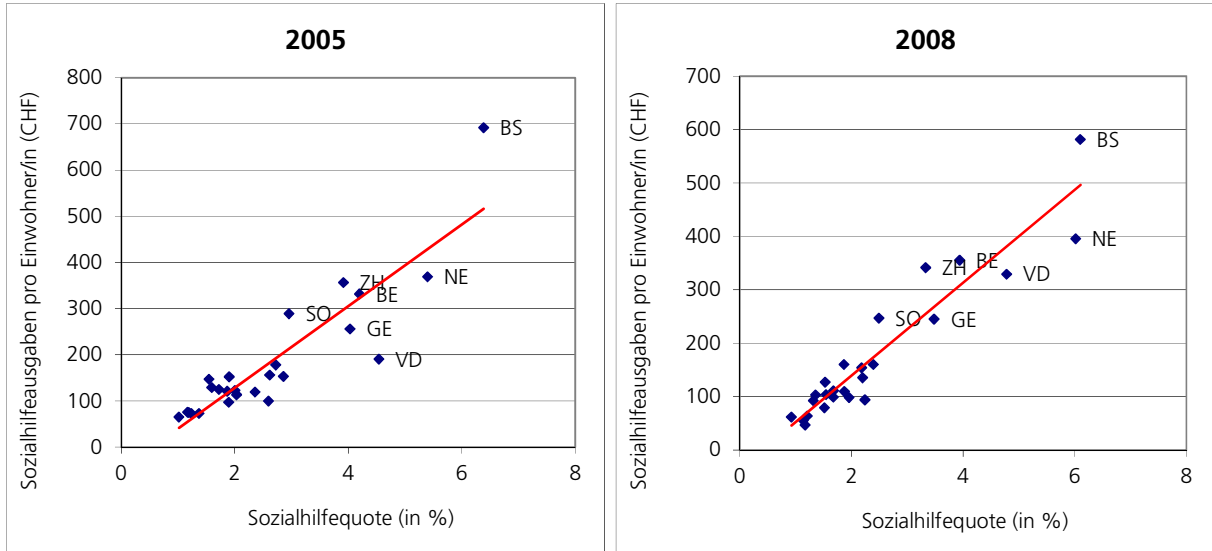 2005
800
700
600
500
400
300
200
100
0
0 2 4 6 8
Sozialhilfeausgaben pro Einwohner/in (CHF)
Sozialhilfequote (in %)
BS
ZH
NE
BE
SO
GE
VD
2008
700
600
500
400
300
200
100
0
0 2 4 6 8
Sozialhilfeausgaben pro Einwohner/in (CHF)
Sozialhilfequote (in %)
BS
NE
BE
ZH
VD
SO
GE